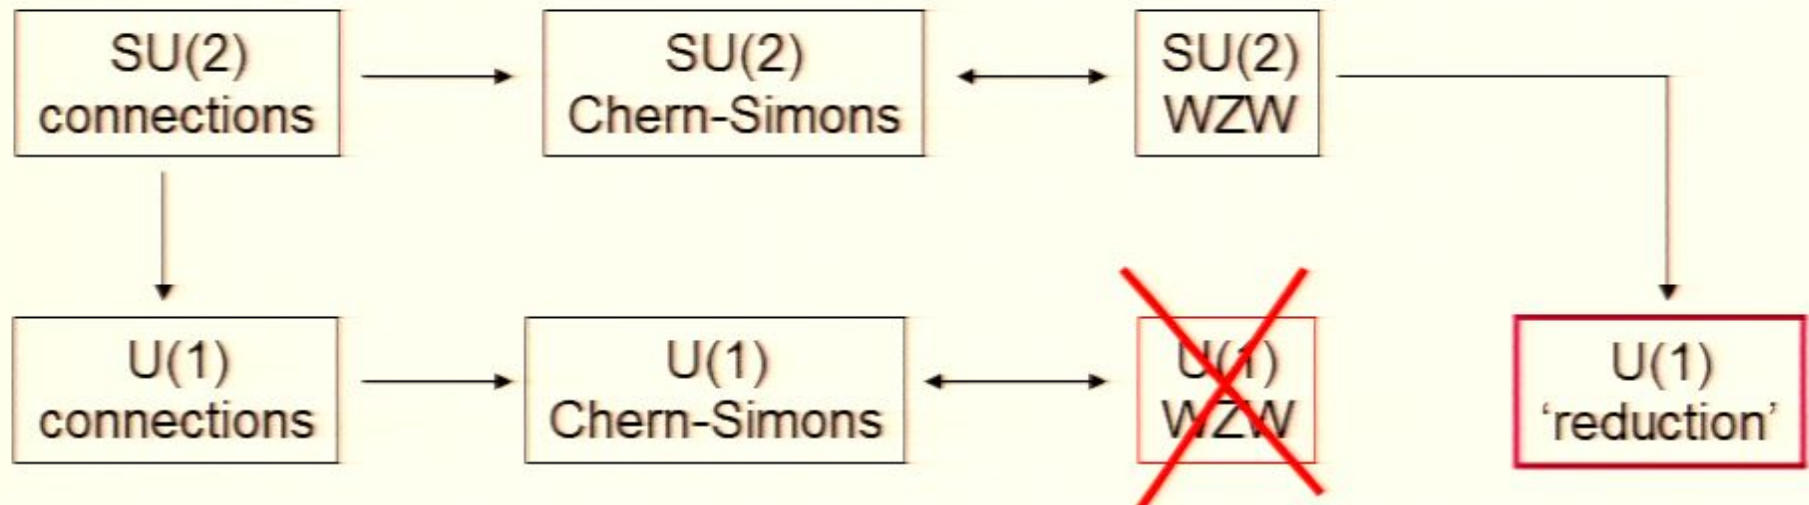 SU(2)
connections
SU(2)
Chern-Simons
SU(2)
WZW
U(1)
connections
U(1)
Chern-Simons
U(1)
WZW
U(1)
‘reduction’